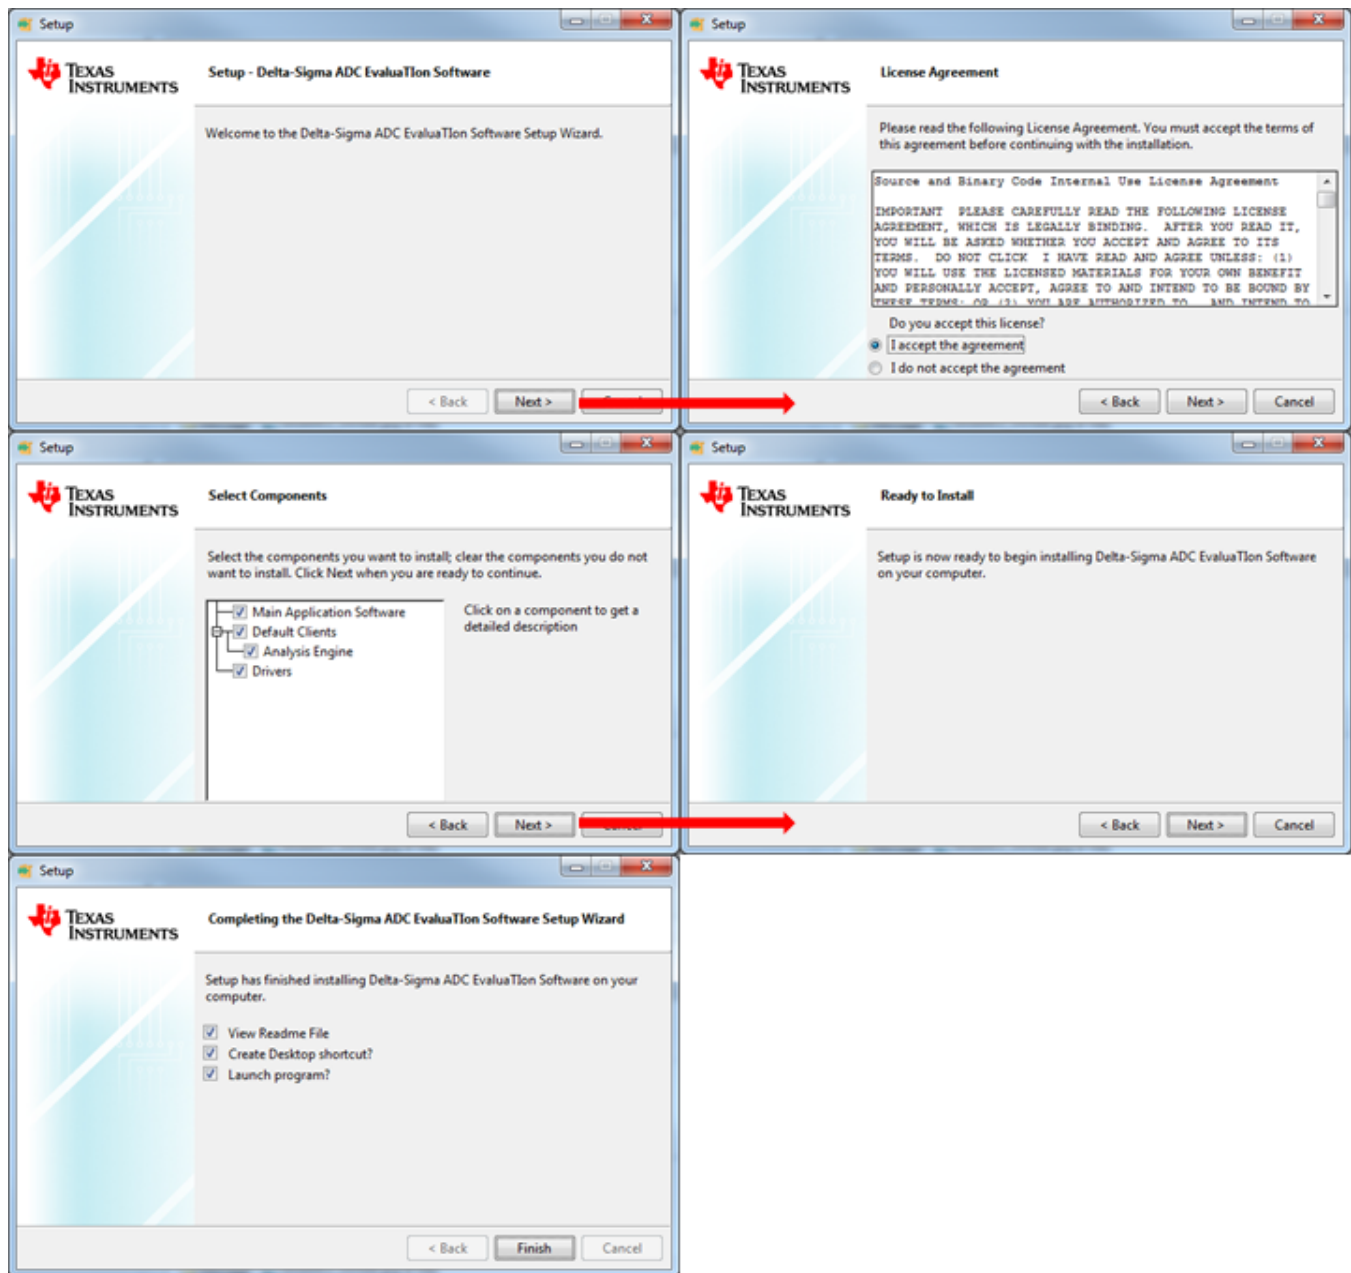 Setup
TEXAS
INSTRUMENTS
Setup - Delta-Sigma ADC EvaluaTIon Software
Welcome to the Delta-Sigma ADC EvaluaTIon Software Setup Wizard.
< Back
Next >
Setup
TEXAS
INSTRUMENTS
License Agreement
Please read the following License Agreement. You must accept the terms of
this agreement before continuing with the installation.
Source and Binary Code Internal Use License Agreement
IMPORTANT PLEASE CAREFULLY READ THE FOLLOWING LICENSE
AGREEMENT, WHICH IS LEGALLY BINDING. AFTER YOU READ IT,
YOU WILL BE ASKED WHETHER YOU ACCEPT AND AGREE TO ITS
TERMS. DO NOT CLICK I HAVE READ AND AGREE UNLESS: (1)
YOU WILL USE THE LICENSED MATERIALS FOR YOUR OWN BENEFIT
AND PERSONALLY ACCEPT, AGREE TO AND INTEND TO BE BOUND BY
THESE TERMS; OR (2) YOU ARE AUTHORIZED TO AND INTEND TO
Do you accept this license?
I accept the agreement
I do not accept the agreement
< Back
Next >
Cancel
Setup
TEXAS
INSTRUMENTS
Select Components
Select the components you want to install; clear the components you do not
want to install. Click Next when you are ready to continue.
Main Application Software
Default Clients
Analysis Engine
Drivers
Click on a component to get a
detailed description
< Back
Next >
Setup
TEXAS
INSTRUMENTS
Ready to Install
Setup is now ready to begin installing Delta-Sigma ADC EvaluaTIon Software
on your computer.
< Back
Next >
Cancel
Setup
TEXAS
INSTRUMENTS
Completing the Delta-Sigma ADC EvaluaTIon Software Setup Wizard
Setup has finished installing Delta-Sigma ADC EvaluaTIon Software on your
computer.
View Readme File
Create Desktop shortcut?
Launch program?
< Back
Finish
Cancel